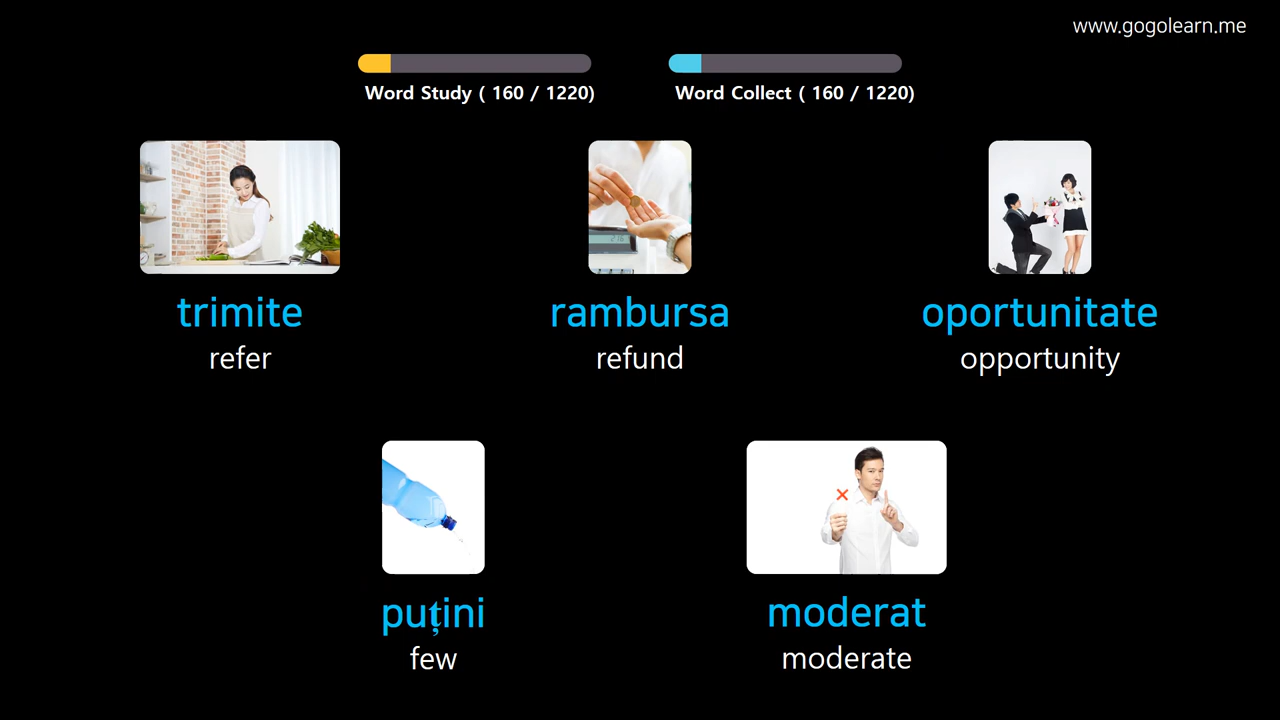 www.gogolearn.me
Word Study ( 160 / 1220)
Word Collect ( 160 / 1220)
trimite
refer
rambursa
refund
oportunitate
opportunity
puțini
few
moderat
moderate